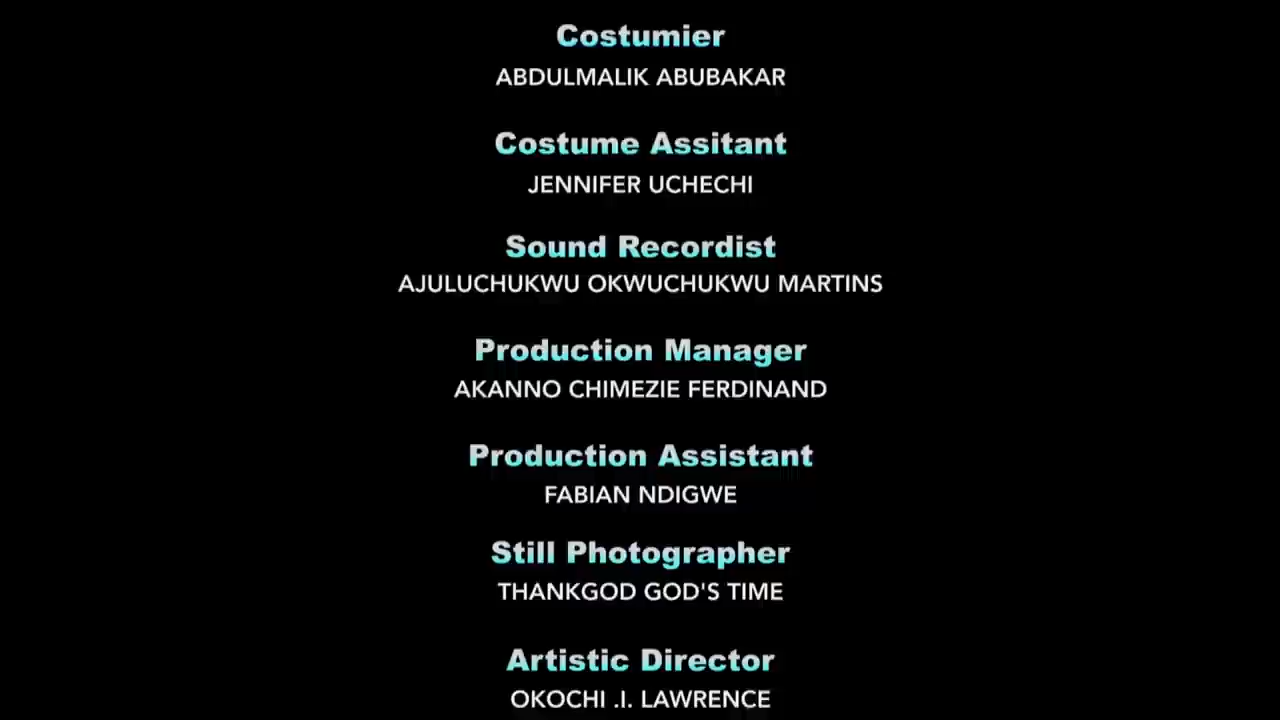 Costumier
ABDULMALIK ABUBAKAR
Costume Assitant
JENNIFER UCHECHI
Sound Recordist
AJULUCHUKWU OKWUCHUKWU MARTINS
Production Manager
AKANNO CHIMEZIE FERDINAND
Production Assistant
FABIAN NDIGWE
Still Photographer
THANKGOD GOD'S TIME
Artistic Director
OKOCHI .I. LAWRENCE